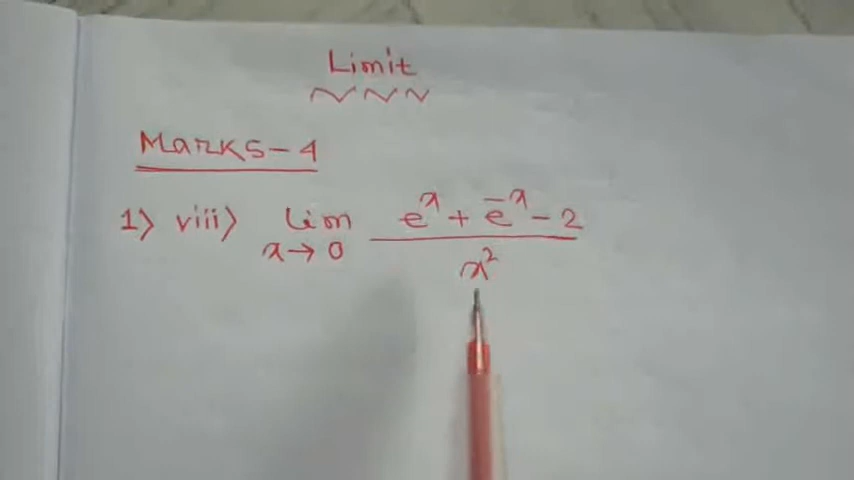 Limit
Marks-4
1) viii) lim x→0 (e^x + e^-x - 2) / x^2